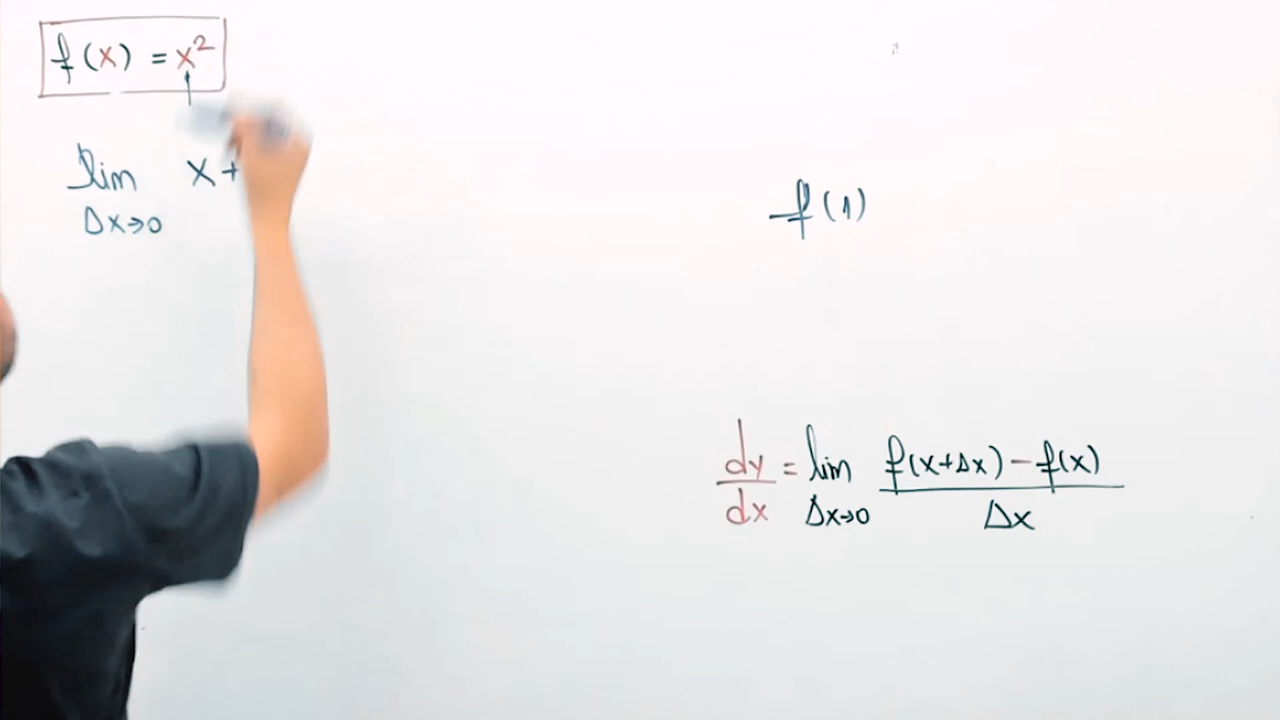 f(x) = x²
lim x+
Δx→0
f(1)
dy/dx = lim Δx→0 f(x+Δx) - f(x) / Δx